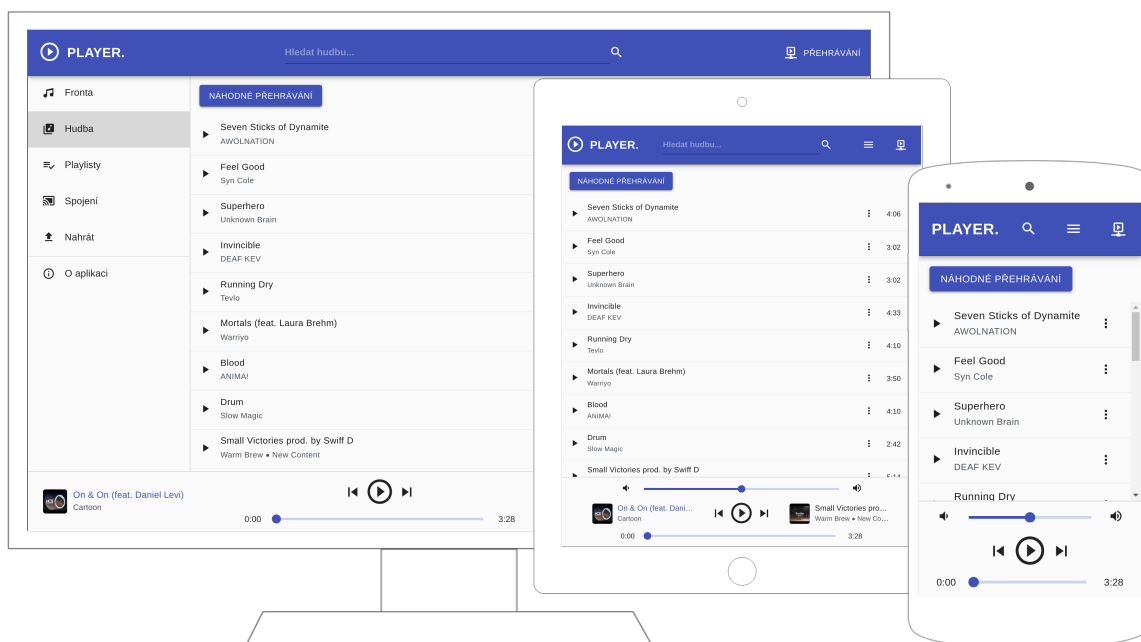 PLAYER.
Hledat hudbu...
PŘEHRÁVÁNÍ
Fronta
Hudba
Playlisty
Spojení
Nahrát
O aplikaci
NÁHODNÉ PŘEHRÁVÁNÍ
Seven Sticks of Dynamite
AWOLNATION
Feel Good
Syn Cole
Superhero
Unknown Brain
Invincible
DEAF KEV
Running Dry
Tevlo
Mortals (feat. Laura Brehm)
Warriyo
Blood
ANIMA!
Drum
Slow Magic
Small Victories prod. by Swiff D
Warm Brew • New Content
On & On (feat. Daniel Levi)
Cartoon
0:00
3:28
PLAYER.
Hledat hudbu...
NÁHODNÉ PŘEHRÁVÁNÍ
Seven Sticks of Dynamite
AWOLNATION
4:06
Feel Good
Syn Cole
3:02
Superhero
Unknown Brain
3:02
Invincible
DEAF KEV
4:33
Running Dry
Tevlo
4:10
Mortals (feat. Laura Brehm)
Warriyo
3:50
Blood
ANIMA!
4:10
Drum
Slow Magic
2:42
Small Victories prod. by Swiff D
On & On (feat. Dani...
Cartoon
Small Victories pro...
Warm Brew • New Co...
0:00
3:28
PLAYER.
NÁHODNÉ PŘEHRÁVÁNÍ
Seven Sticks of Dynamite
AWOLNATION
Feel Good
Syn Cole
Superhero
Unknown Brain
Invincible
DEAF KEV
Running Dry
0:00
3:28